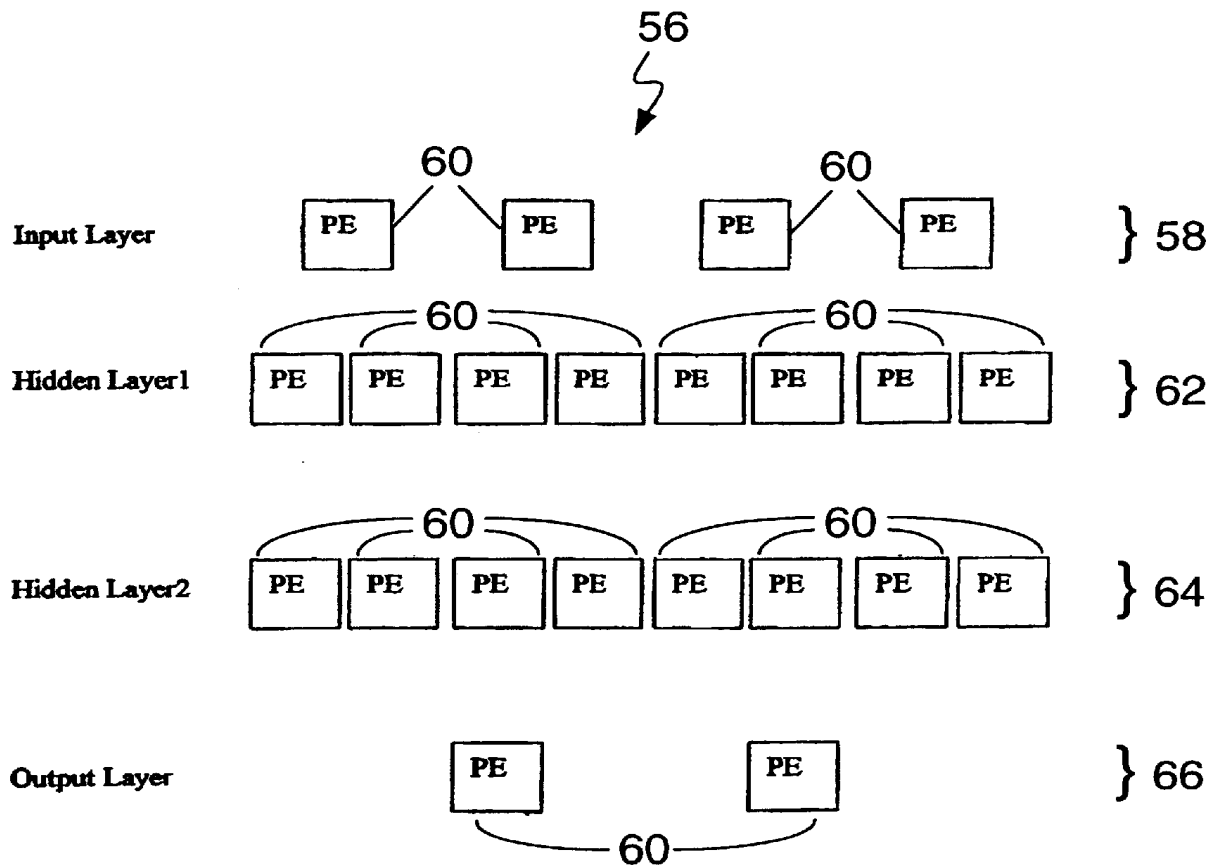 56
60 60
Input Layer PE PE PE PE } 58
60 60
Hidden Layer1 PE PE PE PE PE PE PE PE } 62
60 60
Hidden Layer2 PE PE PE PE PE PE PE PE } 64
Output Layer PE PE } 66
60